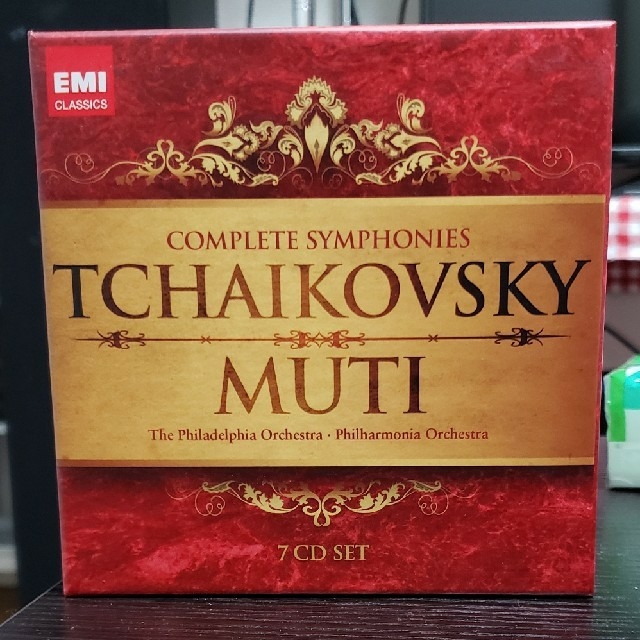 EMI
CLASSICS
COMPLETE SYMPHONIES
TCHAIKOVSKY
MUTI
The Philadelphia Orchestra · Philharmonia Orchestra
7 CD SET